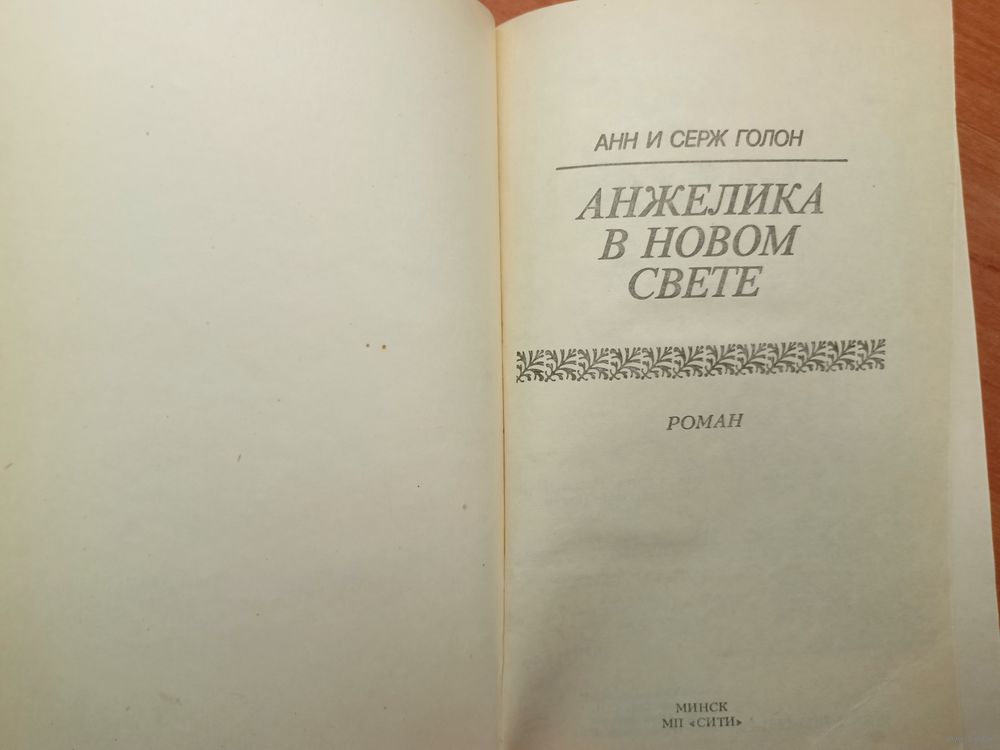 АНН И СЕРЖ ГОЛОН
АНЖЕЛИКА
В НОВОМ
СВЕТЕ
РОМАН
МИНСК
МП «СИТИ»